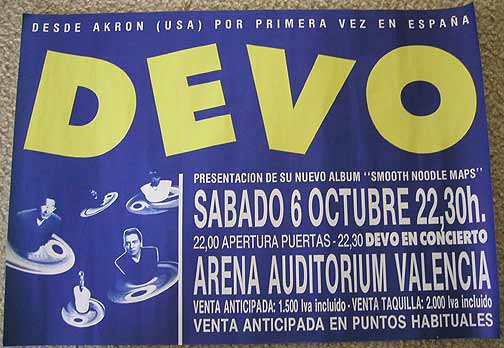 DESDE AKRON (USA) POR PRIMERA VEZ EN ESPAÑA
DEVO
PRESENTACION DE SU NUEVO ALBUM "SMOOTH NOODLE MAPS"
SABADO 6 OCTUBRE 22,30h.
22,00 APERTURA PUERTAS - 22,30 DEVO EN CONCIERTO
ARENA AUDITORIUM VALENCIA
VENTA ANTICIPADA: 1.500 Iva incluido - VENTA TAQUILLA: 2.000 Iva incluido
VENTA ANTICIPADA EN PUNTOS HABITUALES